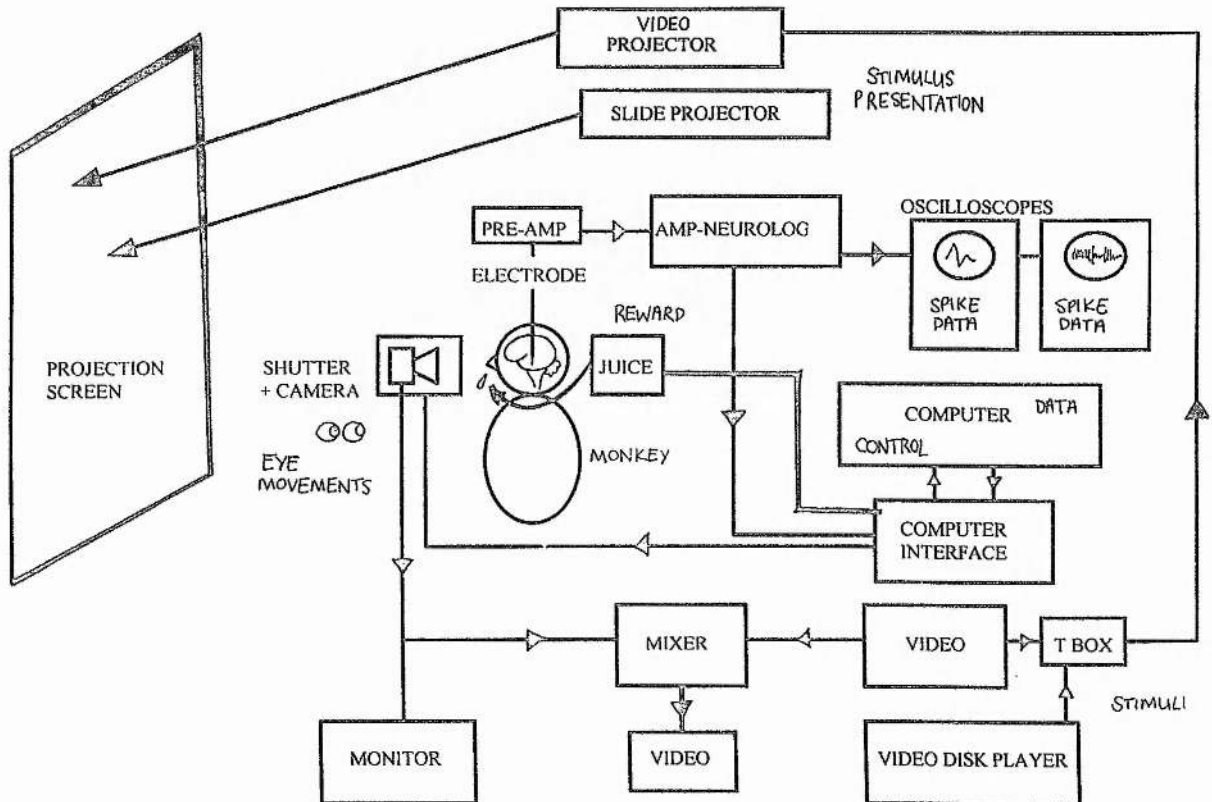 VIDEO
PROJECTOR
STIMULUS
PRESENTATION
SLIDE PROJECTOR
PRE-AMP
AMP-NEUROLOG
OSCILLOSCOPES
ELECTRODE
SPIKE
DATA
SPIKE
DATA
REWARD
JUICE
PROJECTION
SCREEN
SHUTTER
+ CAMERA
EYE
MOVEMENTS
MONKEY
COMPUTER
DATA
CONTROL
COMPUTER
INTERFACE
MIXER
VIDEO
T BOX
STIMULI
MONITOR
VIDEO
VIDEO DISK PLAYER